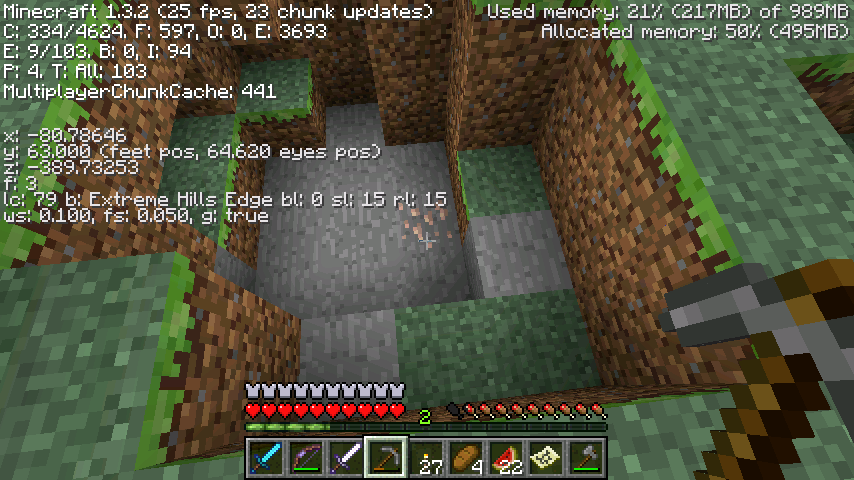 Minecraft 1.3.2 (25 fps, 23 chunk updates)
Used memory: 21% (217MB) of 989MB
C: 334/4624, F: 597, O: 0, E: 3693
Allocated memory: 50% (495MB)
E: 9/103, B: 0, I: 94
P: 4, T: All: 103
MultiplayerChunkCache: 441
x: -80.78646
y: 63.000 (feet pos, 64.620 eyes pos)
z: -389.73253
f: 3
lc: 79 b: Extreme Hills Edge bl: 0 sl: 15 rl: 15
ws: 0.100, fs: 0.050, g: true
2
27 4 22